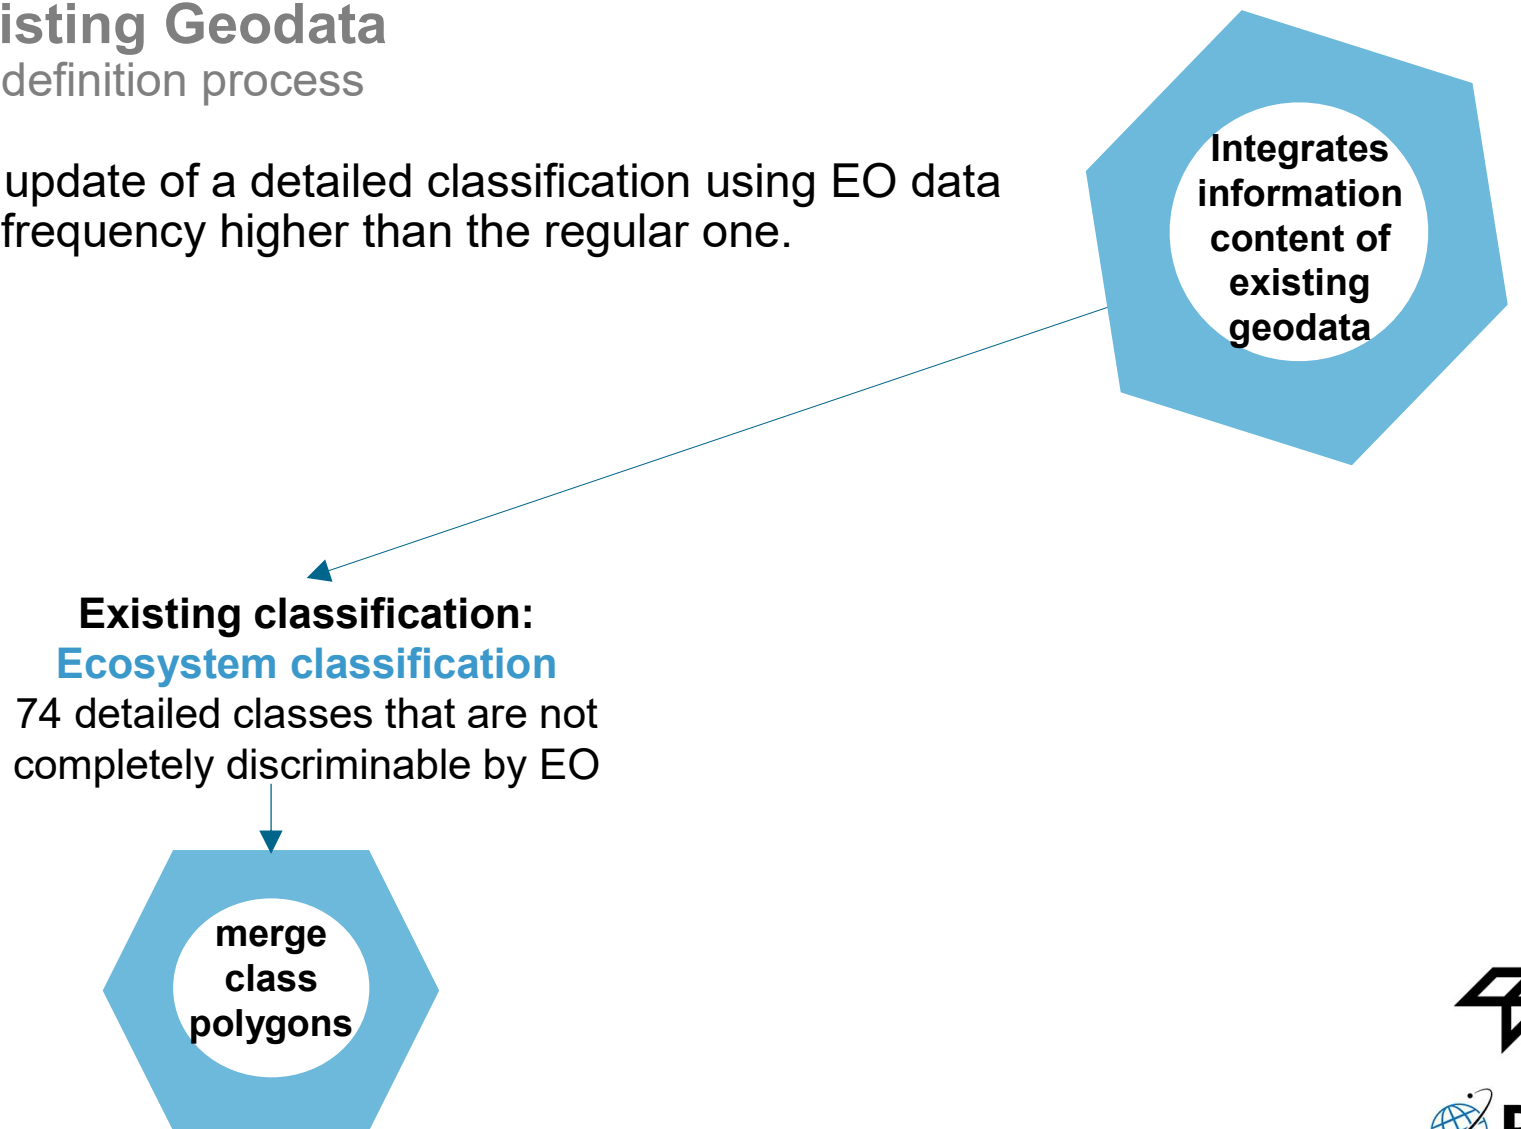 isting Geodata
definition process
update of a detailed classification using EO data
frequency higher than the regular one.
Integrates
information
content of
existing
geodata
Existing classification:
Ecosystem classification
74 detailed classes that are not
completely discriminable by EO
merge
class
polygons